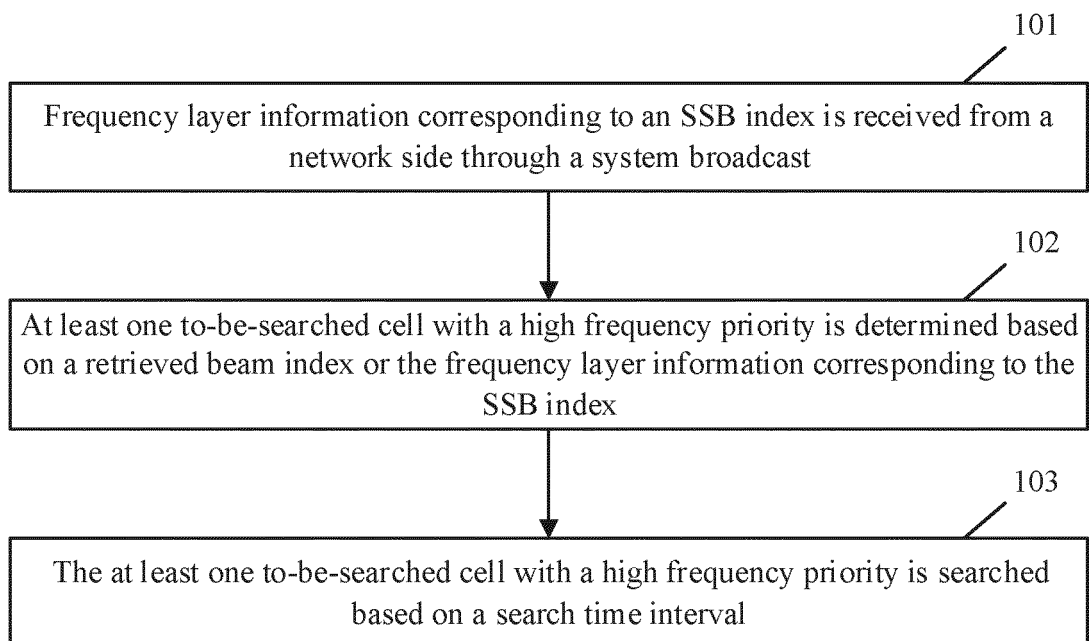 101
Frequency layer information corresponding to an SSB index is received from a
network side through a system broadcast
102
At least one to-be-searched cell with a high frequency priority is determined based
on a retrieved beam index or the frequency layer information corresponding to the
SSB index
103
The at least one to-be-searched cell with a high frequency priority is searched
based on a search time interval